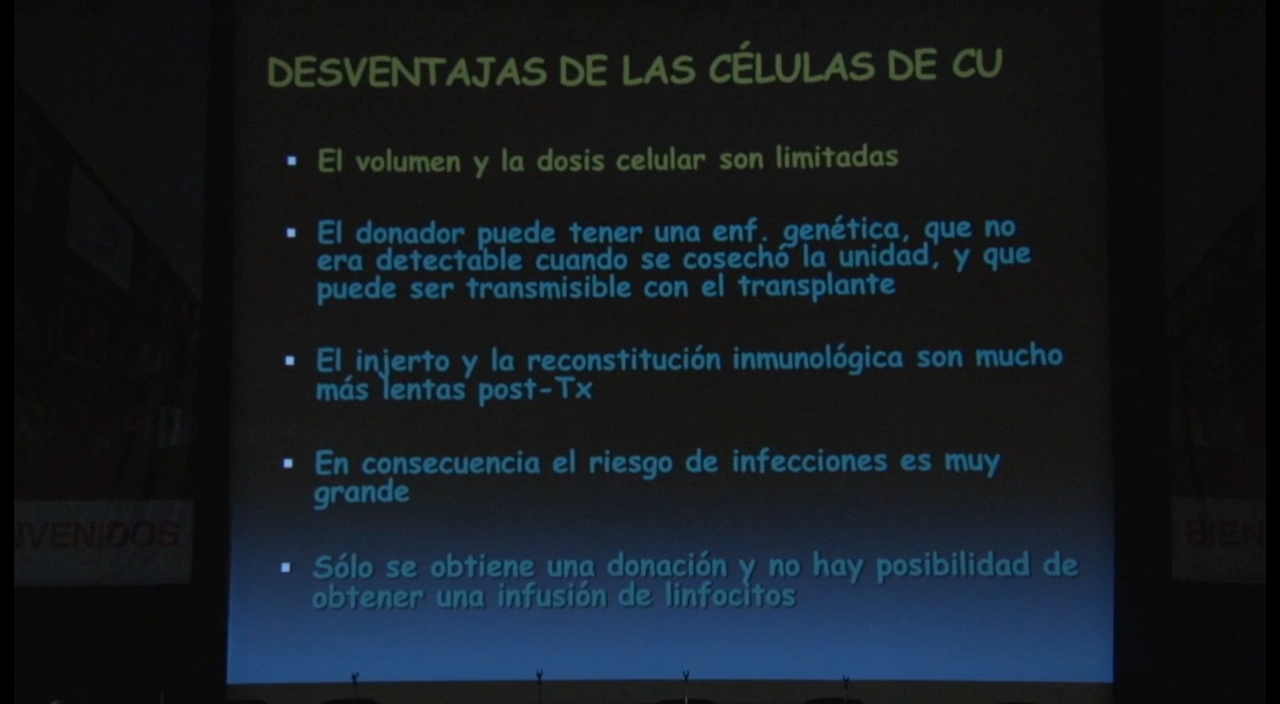 DESVENTAJAS DE LAS CÉLULAS DE CU
El volumen y la dosis celular son limitadas
El donador puede tener una enf. genética, que no
era detectable cuando se cosechó la unidad, y que
puede ser transmisible con el transplante
El injerto y la reconstitución inmunológica son mucho
más lentas post-Tx
En consecuencia el riesgo de infecciones es muy
grande
Sólo se obtiene una donación y no hay posibilidad de
obtener una infusión de linfocitos
NVENIDOS
BIEN